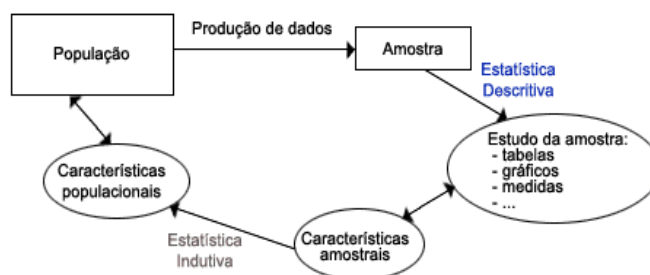 População
Produção de dados
Amostra
Estatística
Descritiva
Estudo da amostra:
- tabelas
- gráficos
- medidas
- ...
Características
populacionais
Estatística
Indutiva
Características
amostrais